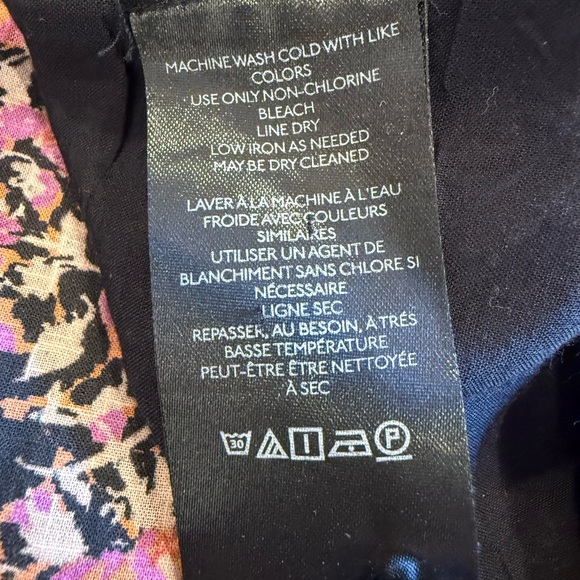 MACHINE WASH COLD WITH LIKE
COLORS
USE ONLY NON-CHLORINE
BLEACH
LINE DRY
LOW IRON AS NEEDED
MAY BE DRY CLEANED
LAVER À LA MACHINE À L'EAU
FROIDE AVEC COULEURS
SIMILAIRES
UTILISER UN AGENT DE
BLANCHIMENT SANS CHLORE SI
NÉCESSAIRE
LIGNE SEC
REPASSER, AU BESOIN, À TRÉS
BASSE TEMPÉRATURE
PEUT-ÊTRE ÊTRE NETTOYÉE
À SEC
30 P